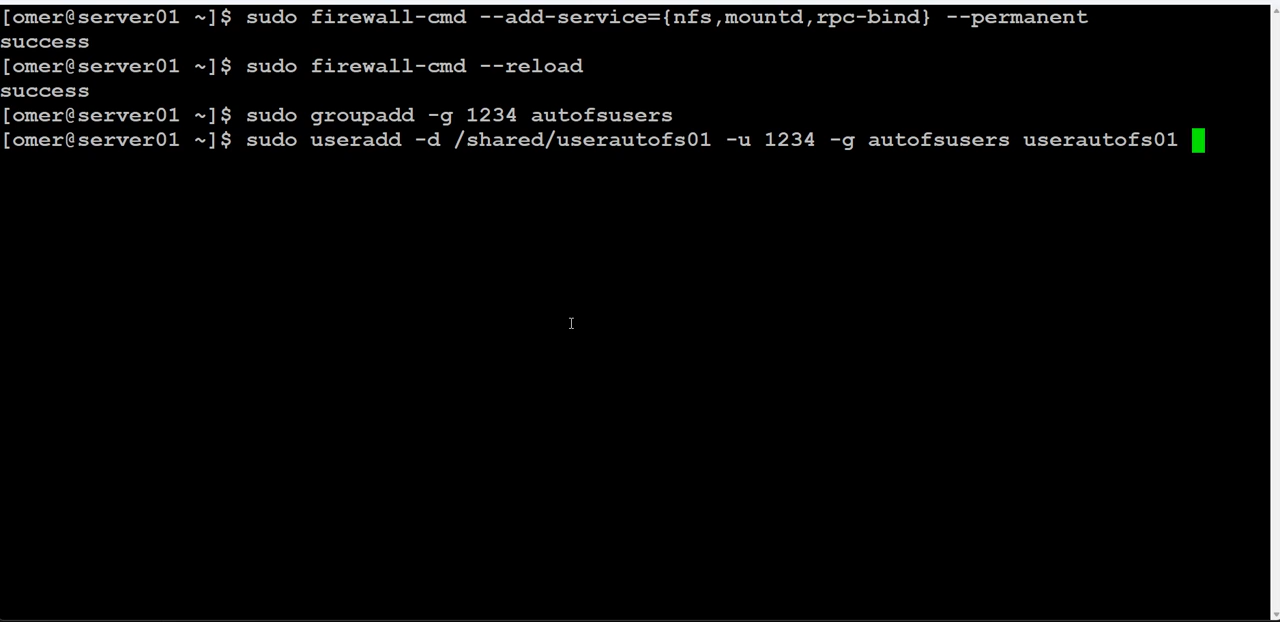 [omer@server01 ~]$ sudo firewall-cmd --add-service={nfs,mountd,rpc-bind} --permanent
success
[omer@server01 ~]$ sudo firewall-cmd --reload
success
[omer@server01 ~]$ sudo groupadd -g 1234 autofsusers
[omer@server01 ~]$ sudo useradd -d /shared/userautofs01 -u 1234 -g autofsusers userautofs01